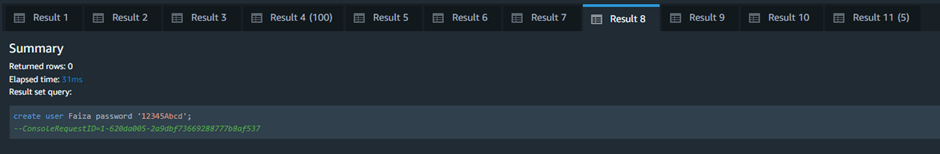 Result 1 Result 2 Result 3 Result 4 (100) Result 5 Result 6 Result 7 Result 8 Result 9 Result 10 Result 11 (5)
Summary
Returned rows: 0
Elapsed time: 31ms
Result set query:
create user Faiza password '12345Abcd';
--ConsoleRequestID=1-620da005-2a9dbf73669288777b8af537